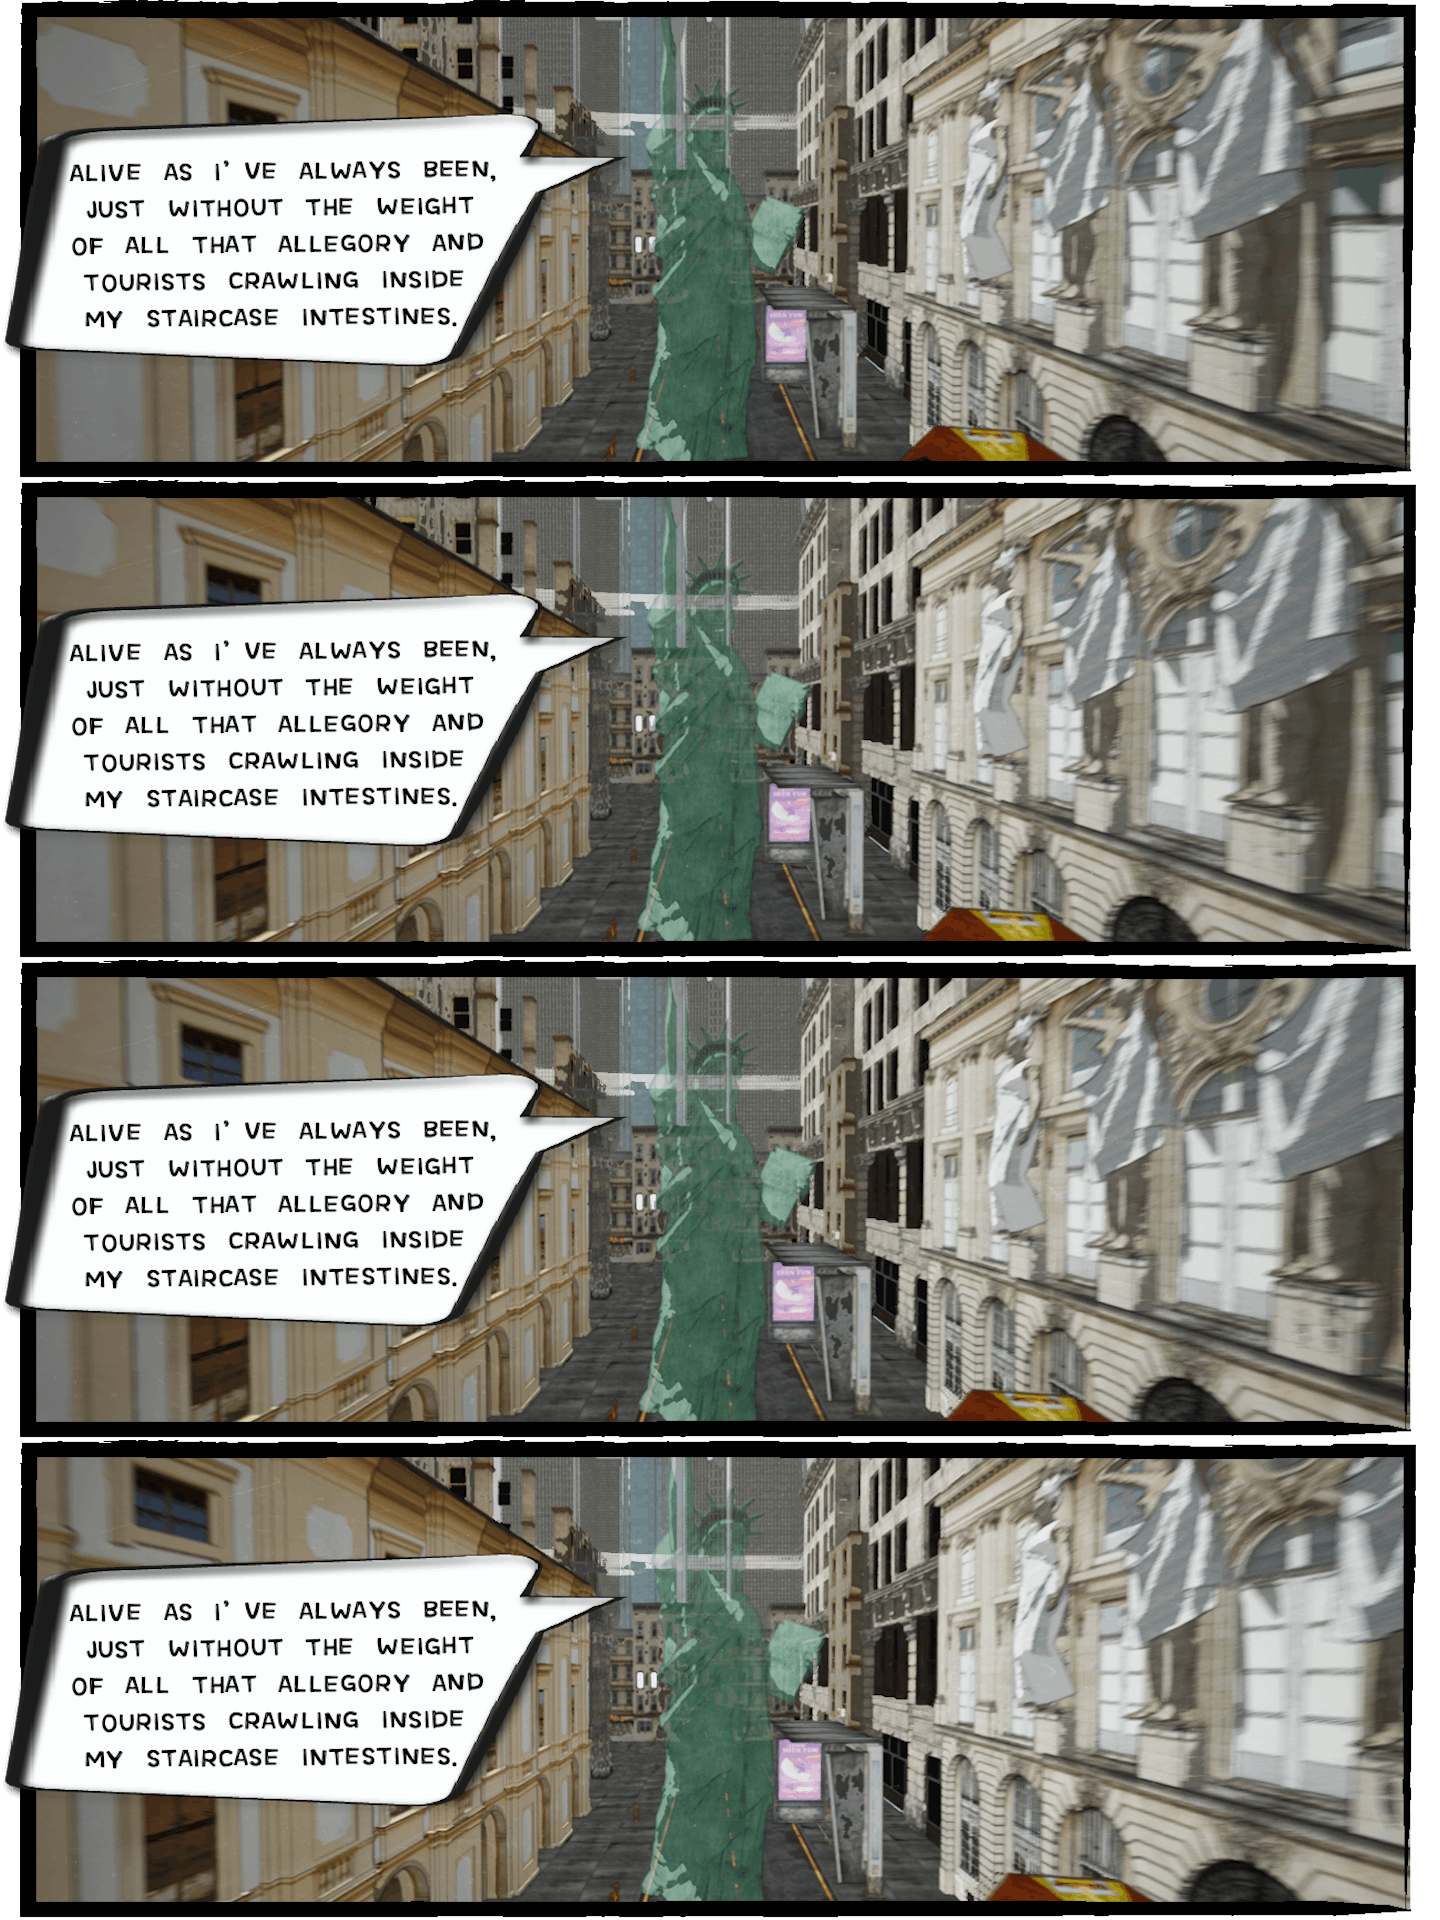 ALIVE AS I'VE ALWAYS BEEN,
JUST WITHOUT THE WEIGHT
OF ALL THAT ALLEGORY AND
TOURISTS CRAWLING INSIDE
MY STAIRCASE INTESTINES.
ALIVE AS I'VE ALWAYS BEEN,
JUST WITHOUT THE WEIGHT
OF ALL THAT ALLEGORY AND
TOURISTS CRAWLING INSIDE
MY STAIRCASE INTESTINES.
ALIVE AS I'VE ALWAYS BEEN,
JUST WITHOUT THE WEIGHT
OF ALL THAT ALLEGORY AND
TOURISTS CRAWLING INSIDE
MY STAIRCASE INTESTINES.
ALIVE AS I'VE ALWAYS BEEN,
JUST WITHOUT THE WEIGHT
OF ALL THAT ALLEGORY AND
TOURISTS CRAWLING INSIDE
MY STAIRCASE INTESTINES.